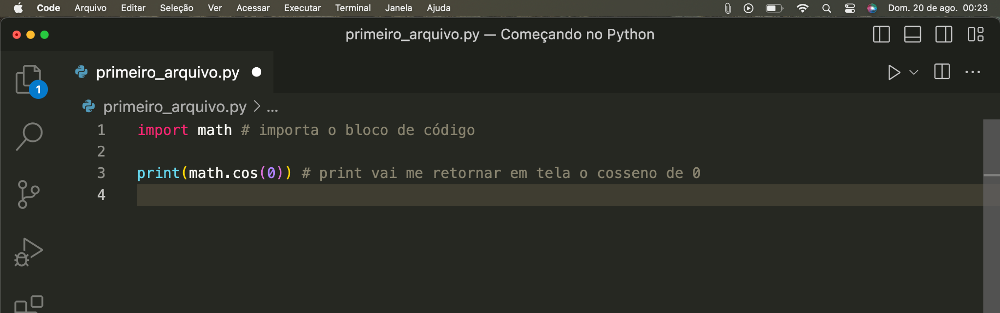 Code Arquivo Editar Seleção Ver Acessar Executar Terminal Janela Ajuda Dom. 20 de ago. 00:23
primeiro_arquivo.py — Começando no Python
primeiro_arquivo.py
1
primeiro_arquivo.py > ...
1 import math # importa o bloco de código
2
3 print(math.cos(0)) # print vai me retornar em tela o cosseno de 0
4